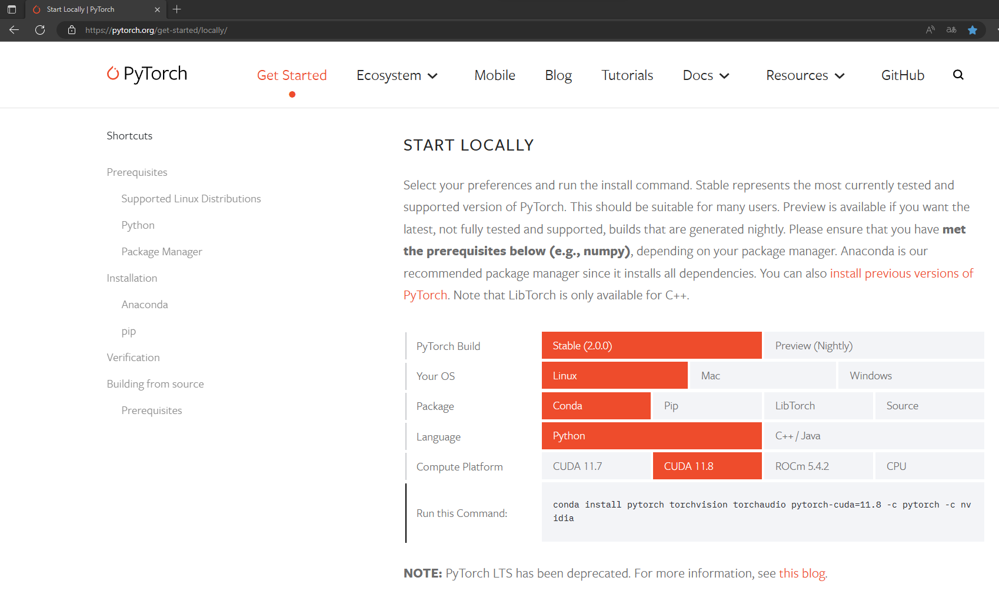 Start Locally | PyTorch
https://pytorch.org/get-started/locally/
PyTorch
Get Started
Ecosystem
Mobile
Blog
Tutorials
Docs
Resources
GitHub
Shortcuts
Prerequisites
Supported Linux Distributions
Python
Package Manager
Installation
Anaconda
pip
Verification
Building from source
Prerequisites
START LOCALLY
Select your preferences and run the install command. Stable represents the most currently tested and
supported version of PyTorch. This should be suitable for many users. Preview is available if you want the
latest, not fully tested and supported, builds that are generated nightly. Please ensure that you have met
the prerequisites below (e.g., numpy), depending on your package manager. Anaconda is our
recommended package manager since it installs all dependencies. You can also install previous versions of
PyTorch. Note that LibTorch is only available for C++.
PyTorch Build
Stable (2.0.0)
Preview (Nightly)
Your OS
Linux
Mac
Windows
Package
Conda
Pip
LibTorch
Source
Language
Python
C++ / Java
Compute Platform
CUDA 11.7
CUDA 11.8
ROCm 5.4.2
CPU
Run this Command:
conda install pytorch torchvision torchaudio pytorch-cuda=11.8 -c pytorch -c nv
idia
NOTE: PyTorch LTS has been deprecated. For more information, see this blog.